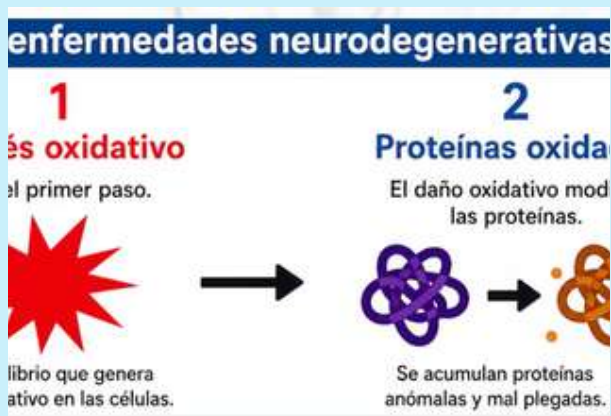 enfermedades neurodegenerativas
1
és oxidativo
el primer paso.
librio que genera
ativo en las células.
2
Proteínas oxida
El daño oxidativo mod
las proteínas.
Se acumulan proteínas
anómalas y mal plegadas.